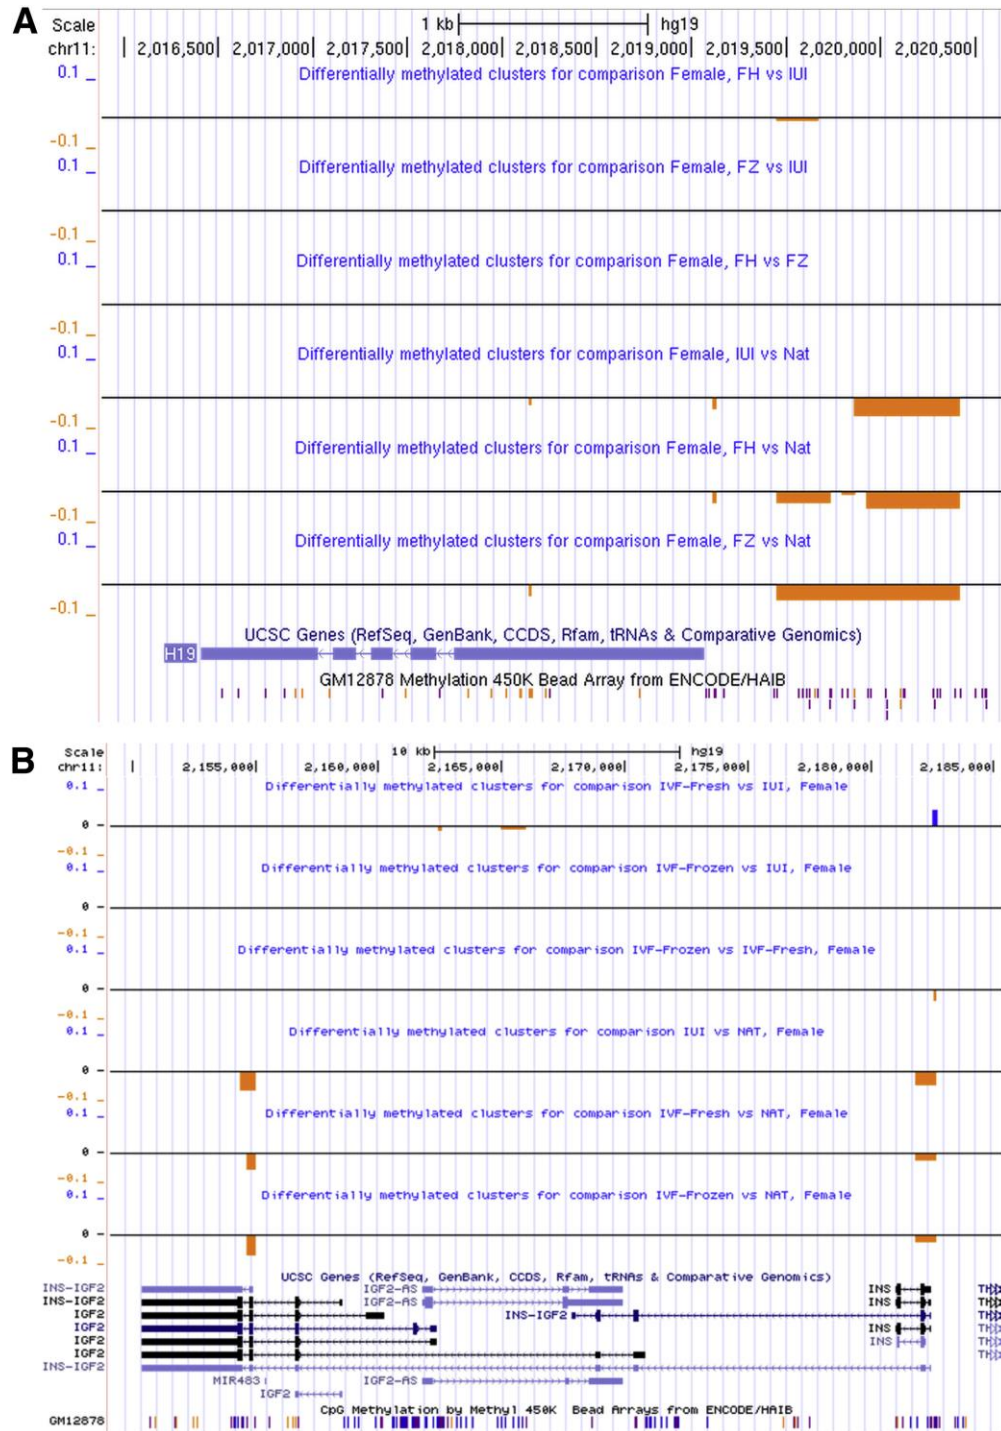 A
Scale 1 kb hg19
chr11: 2,016,500 2,017,000 2,017,500 2,018,000 2,018,500 2,019,000 2,019,500 2,020,000 2,020,500
0.1 _ Differentially methylated clusters for comparison Female, FH vs IUI
-0.1 _
0.1 _ Differentially methylated clusters for comparison Female, FZ vs IUI
-0.1 _
0.1 _ Differentially methylated clusters for comparison Female, FH vs FZ
-0.1 _
0.1 _ Differentially methylated clusters for comparison Female, IUI vs Nat
-0.1 _
0.1 _ Differentially methylated clusters for comparison Female, FH vs Nat
-0.1 _
0.1 _ Differentially methylated clusters for comparison Female, FZ vs Nat
-0.1 _
UCSC Genes (RefSeq, GenBank, CCDS, Rfam, tRNAs & Comparative Genomics)
H19
GM12878 Methylation 450K Bead Array from ENCODE/HAIB
B
Scale 10 kb hg19
chr11: 2,155,000 2,160,000 2,165,000 2,170,000 2,175,000 2,180,000 2,185,000
0.1 _ Differentially methylated clusters for comparison IVF-Fresh vs IUI, Female
0 -
-0.1 _
0.1 _ Differentially methylated clusters for comparison IVF-Frozen vs IUI, Female
0 -
-0.1 _
0.1 _ Differentially methylated clusters for comparison IVF-Frozen vs IVF-Fresh, Female
0 -
-0.1 _
0.1 _ Differentially methylated clusters for comparison IUI vs NAT, Female
0 -
-0.1 _
0.1 _ Differentially methylated clusters for comparison IVF-Fresh vs NAT, Female
0 -
-0.1 _
0.1 _ Differentially methylated clusters for comparison IVF-Frozen vs NAT, Female
0 -
-0.1 _
UCSC Genes (RefSeq, GenBank, CCDS, Rfam, tRNAs & Comparative Genomics)
INS-IGF2 IGF2-AS INS
INS-IGF2 IGF2-AS INS
IGF2 INS-IGF2
IGF2 INS
IGF2 INS
IGF2
INS-IGF2
MIR483 IGF2-AS
IGF2
CpG Methylation by Methyl 450K Bead Arrays from ENCODE/HAIB
GM12878